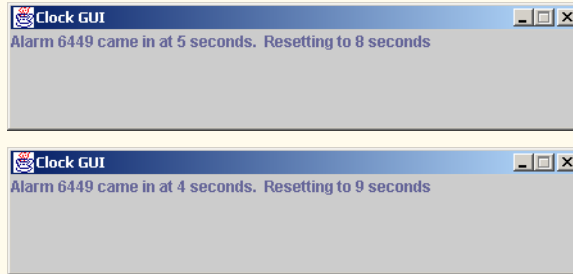 Clock GUI
Alarm 6449 came in at 5 seconds.  Resetting to 8 seconds
Clock GUI
Alarm 6449 came in at 4 seconds.  Resetting to 9 seconds